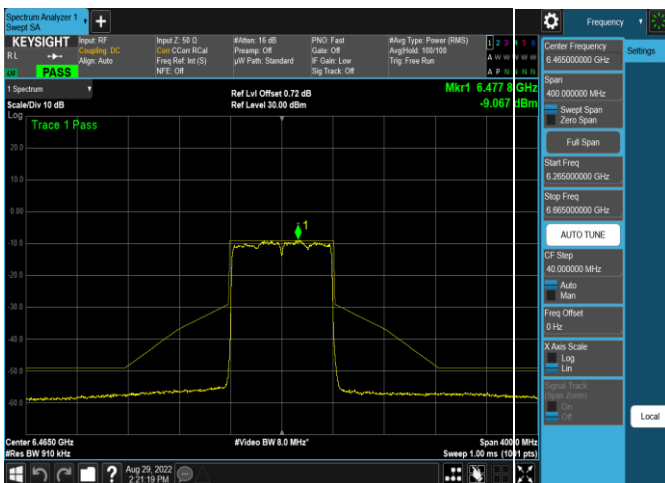 Spectrum Analyzer 1
Swept SA
+
Frequency
KEYSIGHT
RL
LW
PASS
Input: RF
Coupling: DC
Align: Auto
Input Z: 50 Ω
Corr CCorr RCal
Freq Ref: Int (S)
NFE: Off
#Atten: 16 dB
Preamp: Off
µW Path: Standard
PNO: Fast
Gate: Off
IF Gain: Low
Sig Track: Off
#Avg Type: Power (RMS)
Avg|Hold: 100/100
Trig: Free Run
1 2 3 4 5 6
A W W W W W
A P N N N N
1 Spectrum
Scale/Div 10 dB
Log
Ref Lvl Offset 0.72 dB
Ref Level 30.00 dBm
Mkr1 6.477 8 GHz
-9.067 dBm
Trace 1 Pass
20.0
10.0
0.00
-10.0
-20.0
-30.0
-40.0
-50.0
-60.0
1
Center 6.4650 GHz
#Res BW 910 kHz
#Video BW 8.0 MHz*
Span 400.0 MHz
Sweep 1.00 ms (1001 pts)
Aug 29, 2022
2:21:19 PM
?
Center Frequency
6.465000000 GHz
Settings
Span
400.000000 MHz
Swept Span
Zero Span
Full Span
Start Freq
6.265000000 GHz
Stop Freq
6.665000000 GHz
AUTO TUNE
CF Step
40.000000 MHz
Auto
Man
Freq Offset
0 Hz
X Axis Scale
Log
Lin
Signal Track
(Span Zoom)
On
Off
Local